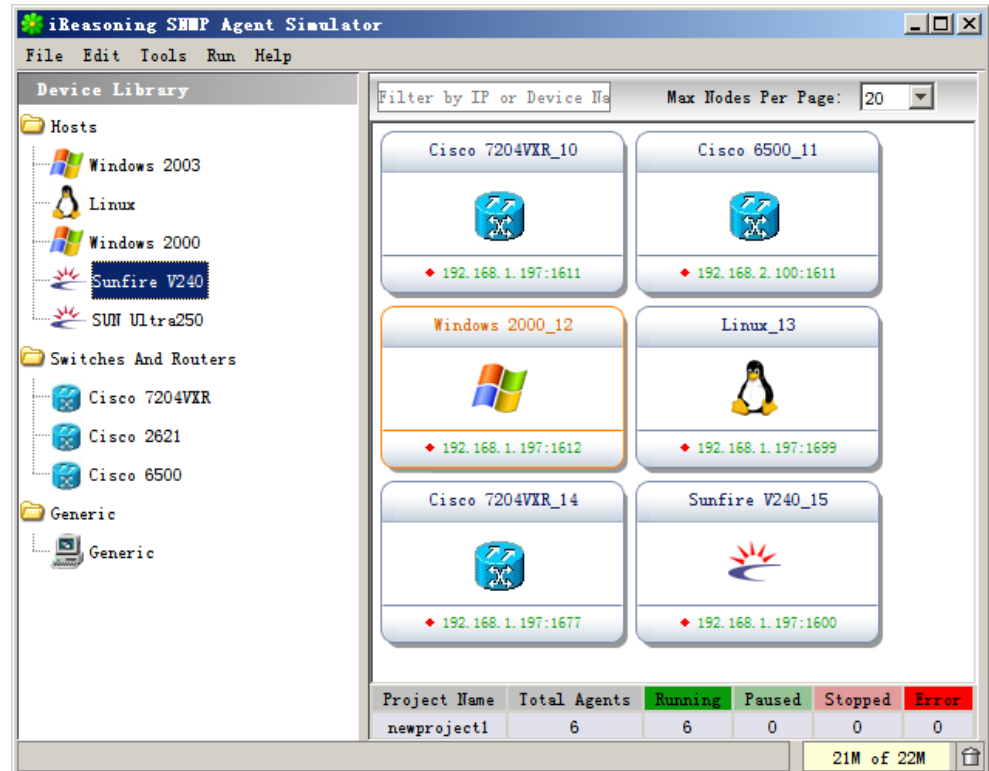 iReasoning SNMP Agent Simulator
File Edit Tools Run Help
Device Library
Hosts
Windows 2003
Linux
Windows 2000
Sunfire V240
SUN Ultra250
Switches And Routers
Cisco 7204VXR
Cisco 2621
Cisco 6500
Generic
Generic
Filter by IP or Device Na
Max Nodes Per Page: 20
Cisco 7204VXR_10
192.168.1.197:1611
Cisco 6500_11
192.168.2.100:1611
Windows 2000_12
192.168.1.197:1612
Linux_13
192.168.1.197:1699
Cisco 7204VXR_14
192.168.1.197:1677
Sunfire V240_15
192.168.1.197:1600
Project Name Total Agents Running Paused Stopped Error
newproject1 6 6 0 0 0
21M of 22M